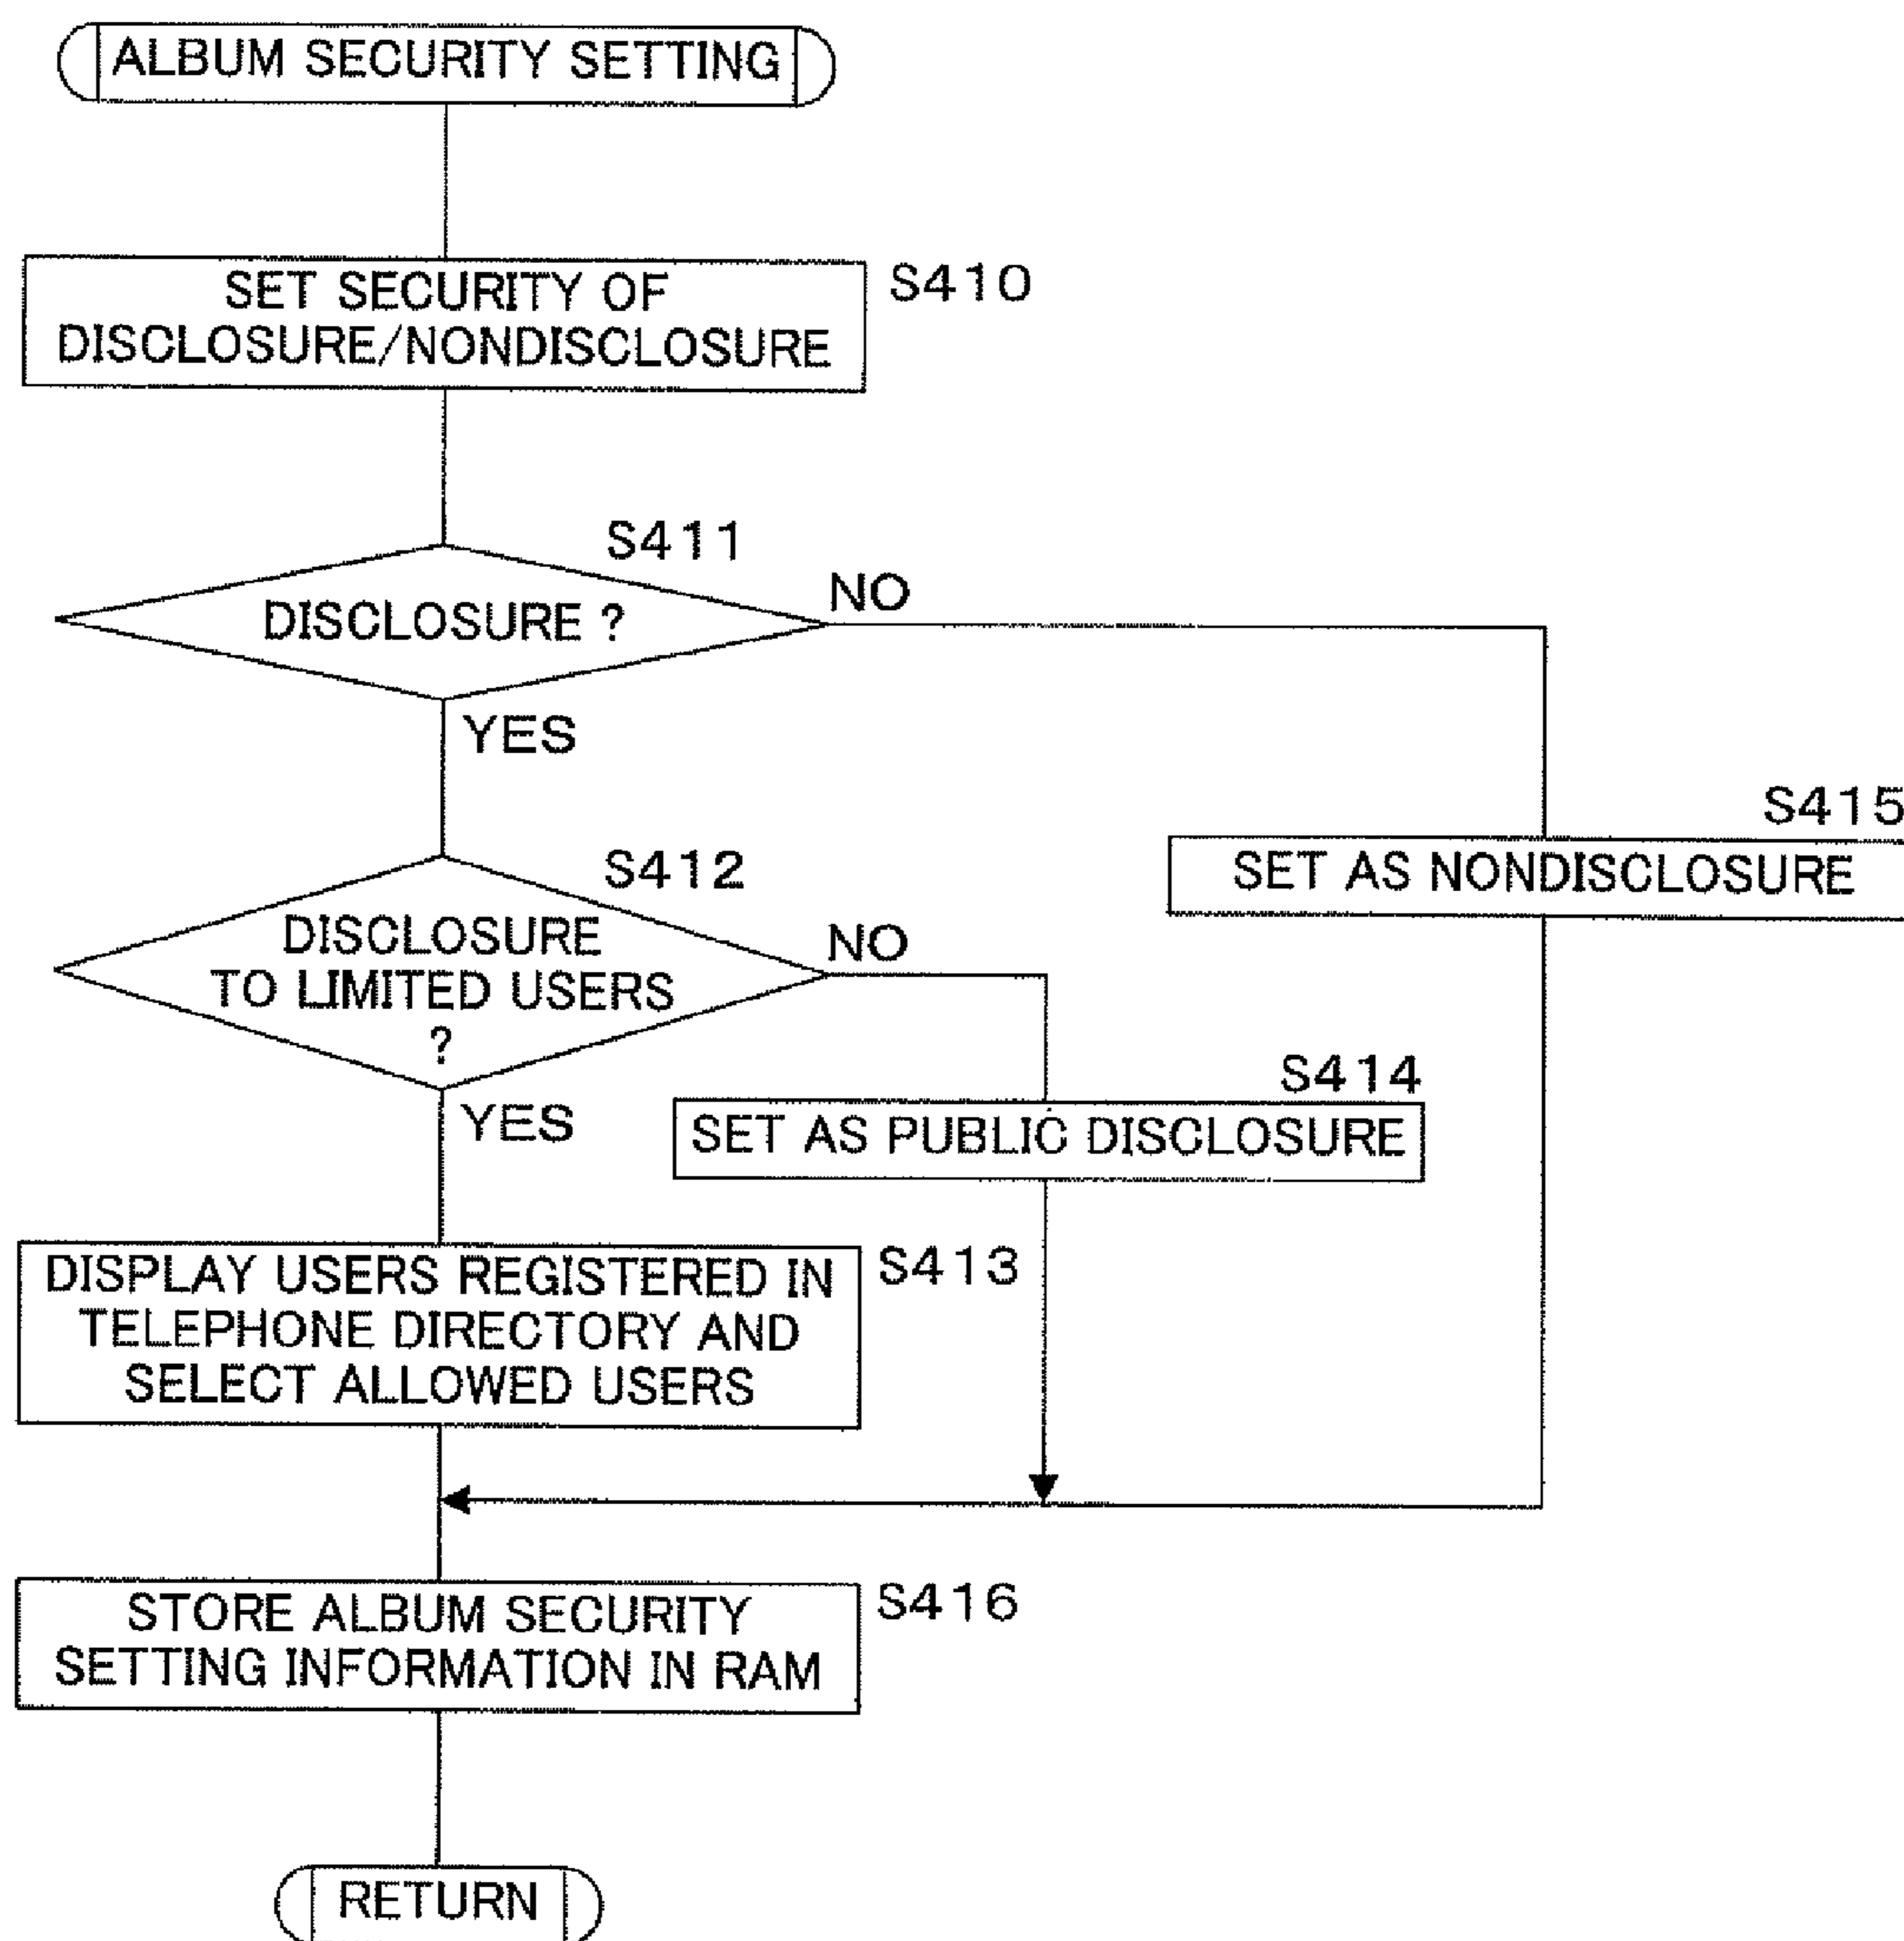 ALBUM SECURITY SETTING
SET SECURITY OF
DISCLOSURE/NONDISCLOSURE
S410
S411
DISCLOSURE ?
NO
YES
S415
SET AS NONDISCLOSURE
S412
DISCLOSURE
TO LIMITED USERS
?
NO
YES
S414
SET AS PUBLIC DISCLOSURE
DISPLAY USERS REGISTERED IN
TELEPHONE DIRECTORY AND
SELECT ALLOWED USERS
S413
STORE ALBUM SECURITY
SETTING INFORMATION IN RAM
S416
RETURN